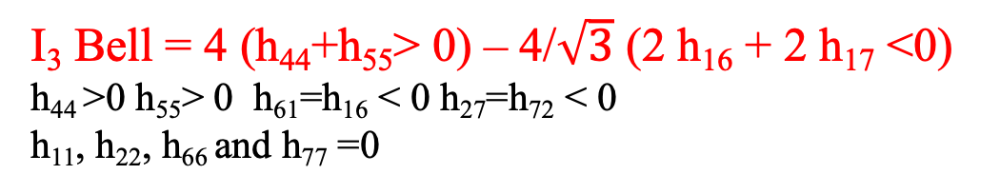 I₃ Bell = 4 (h₄₄+h₅₅> 0) – 4/√3 (2 h₁₆ + 2 h₁₇ <0)
h₄₄ >0 h₅₅> 0 h₆₁=h₁₆ < 0 h₂₇=h₇₂ < 0
h₁₁, h₂₂, h₆₆ and h₇₇ =0